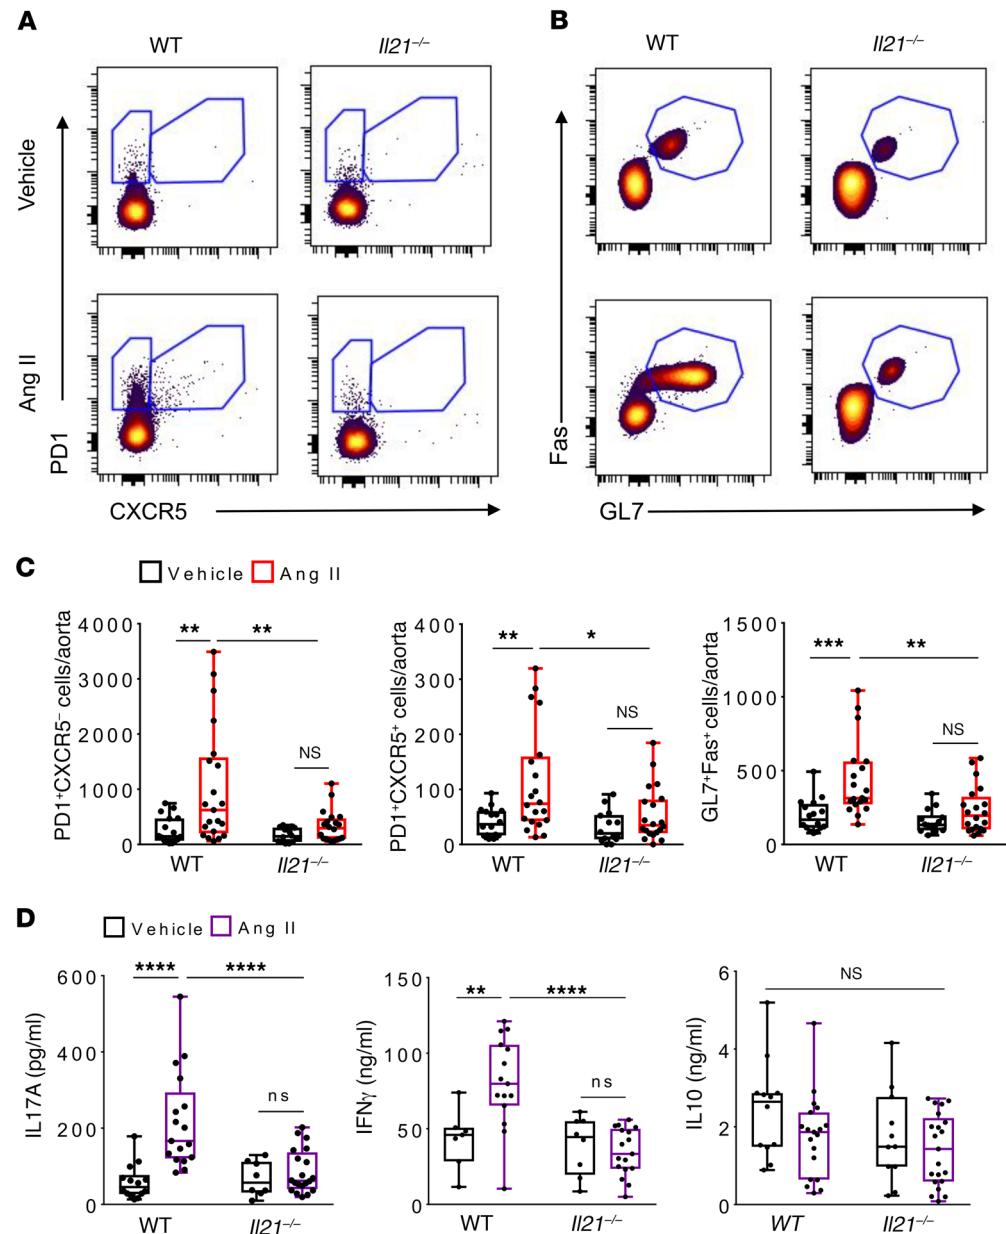 A
WT
Il21–/–
Vehicle
Ang II
PD1
CXCR5
B
WT
Il21–/–
Fas
GL7
C
Vehicle Ang II
PD1+CXCR5– cells/aorta
4000
3000
2000
1000
0
** **
NS
WT Il21–/–
PD1+CXCR5+ cells/aorta
400
300
200
100
0
** *
NS
WT Il21–/–
GL7+Fas+ cells/aorta
1500
1000
500
0
*** **
NS
WT Il21–/–
D
Vehicle Ang II
IL17A (pg/ml)
600
400
200
0
**** ****
ns
WT Il21–/–
IFNγ (ng/ml)
150
100
50
0
** ****
ns
WT Il21–/–
IL10 (ng/ml)
6
4
2
0
NS
WT Il21–/–